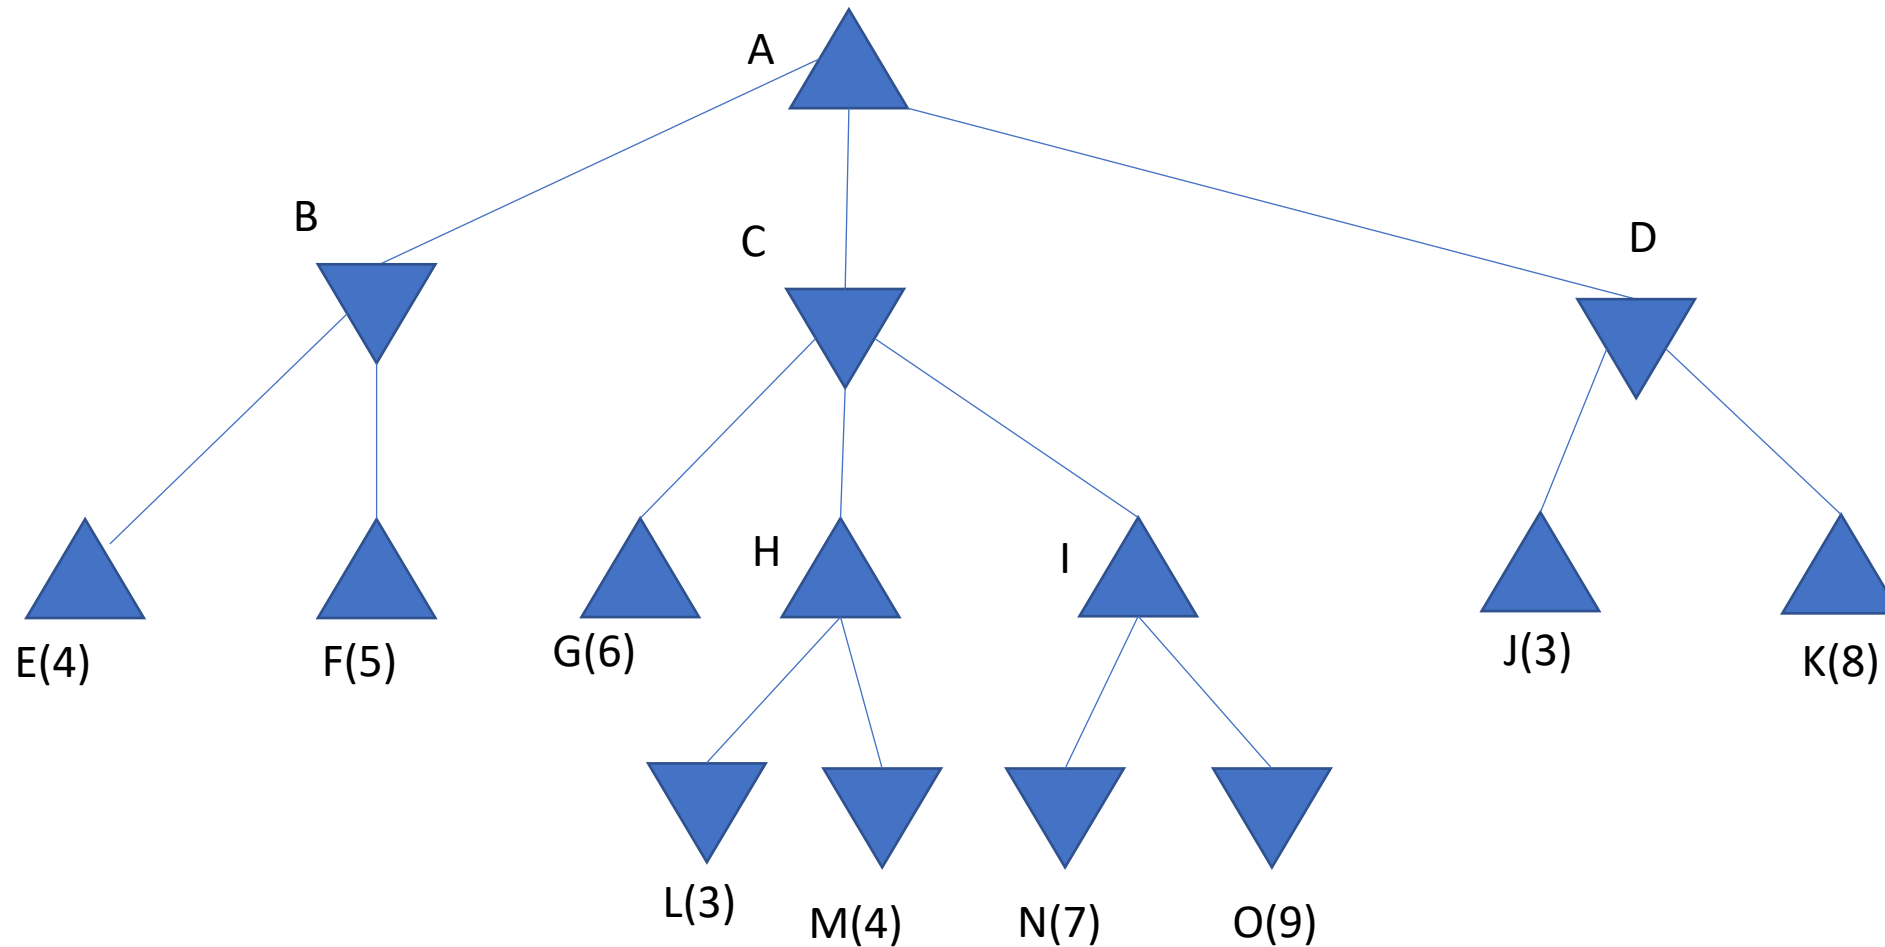 A
B
C
D
H
I
E(4)
F(5)
G(6)
J(3)
K(8)
L(3)
M(4)
N(7)
O(9)